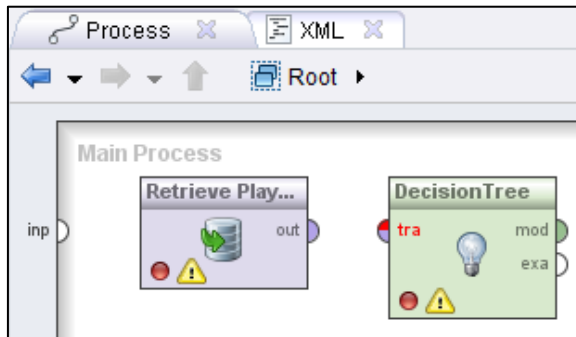 Process XML
Root
Main Process
Retrieve Play... DecisionTree
inp out tra mod
exa